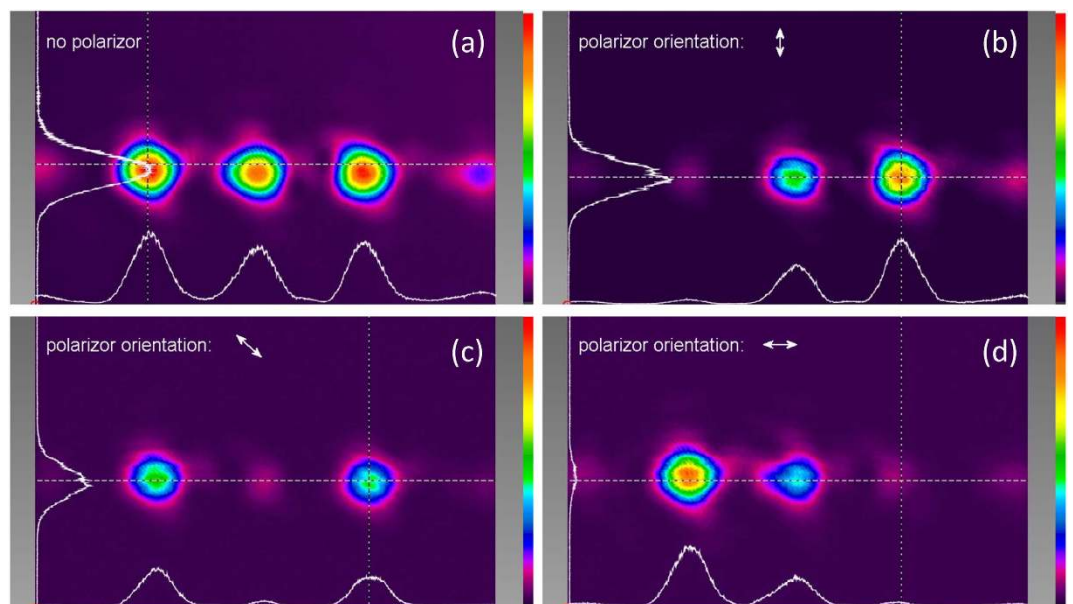 no polarizor
(a)
polarizor orientation:
(b)
polarizor orientation:
(c)
polarizor orientation:
(d)